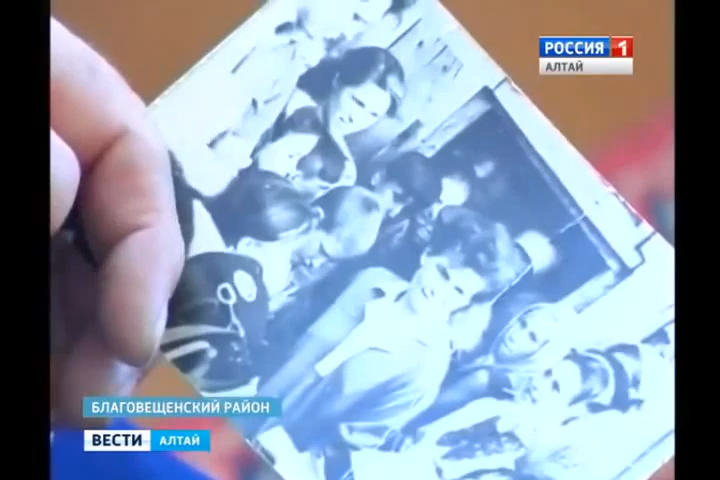 РОССИЯ 1
АЛТАЙ
БЛАГОВЕЩЕНСКИЙ РАЙОН
ВЕСТИ АЛТАЙ